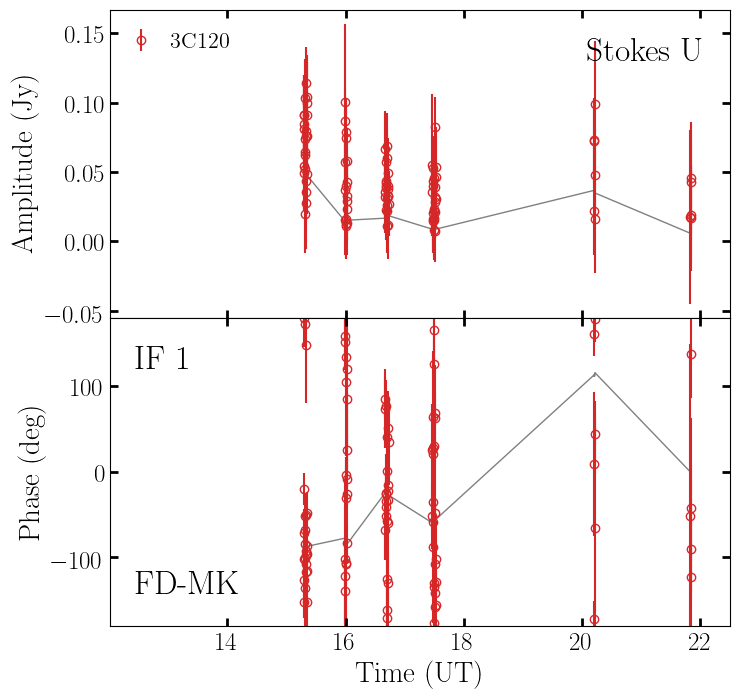 0.15
3C120
Stokes U
0.10
0.05
0.00
−0.05
Amplitude (Jy)
IF 1
100
0
−100
Phase (deg)
FD-MK
14 16 18 20 22
Time (UT)